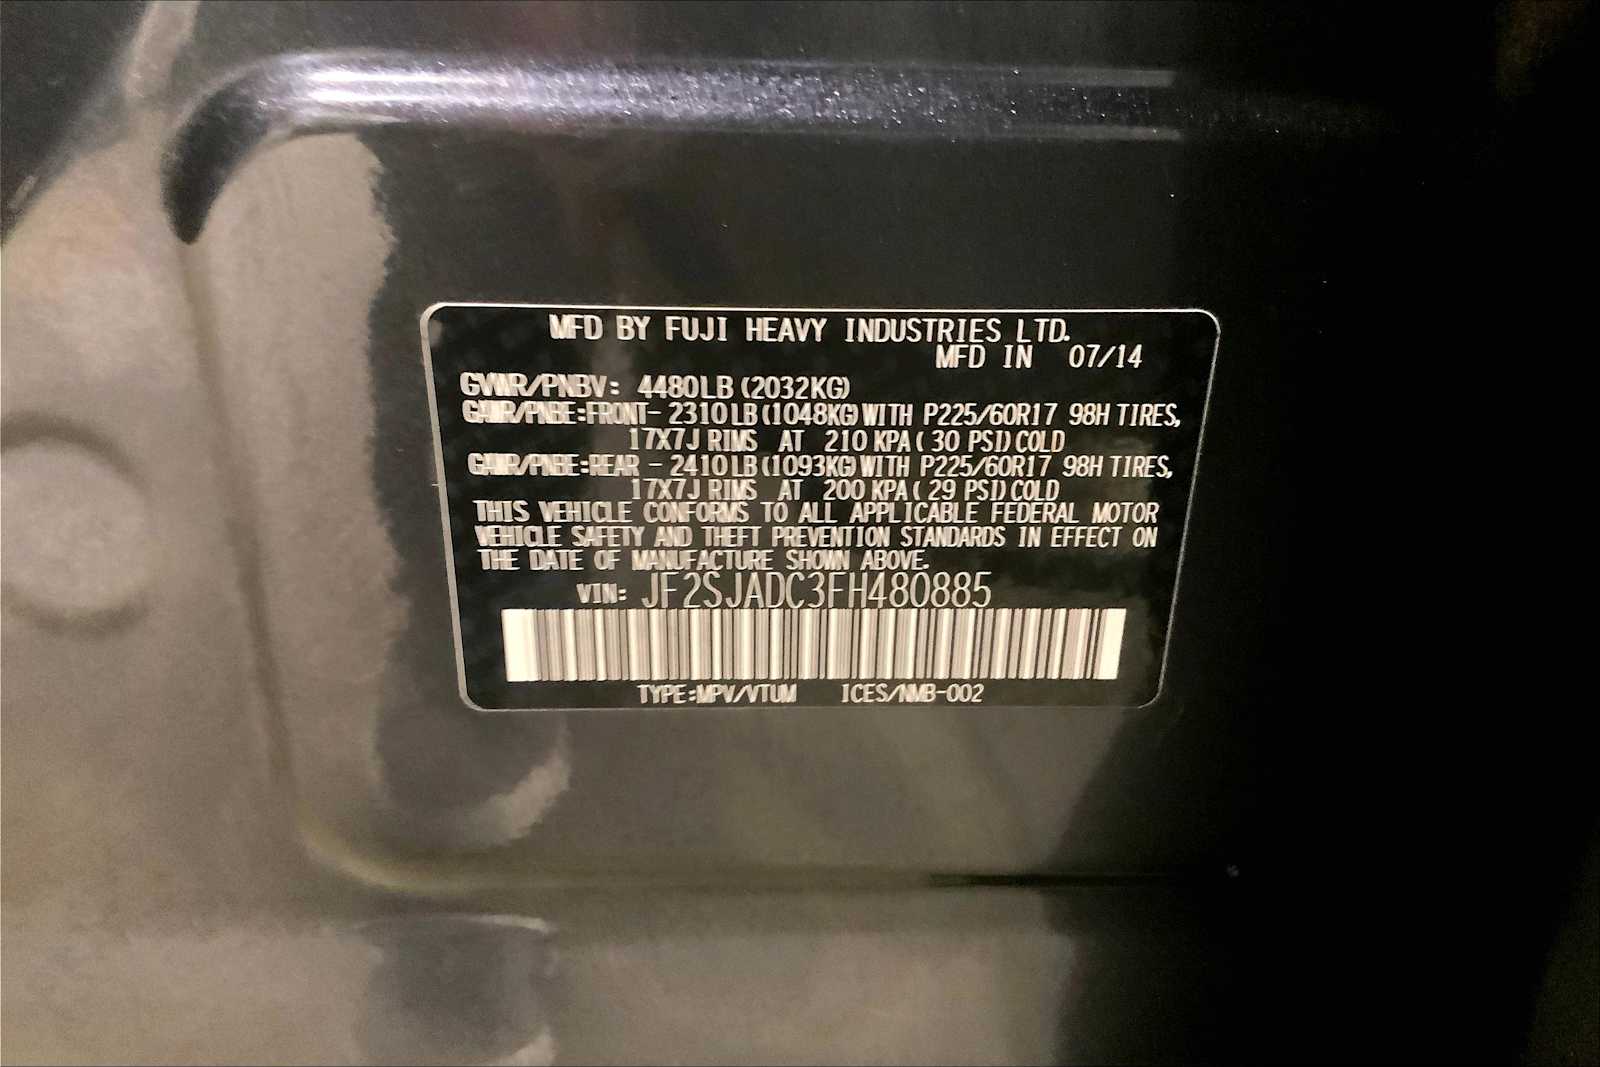 MFD BY FUJI HEAVY INDUSTRIES LTD.
MFD IN 07/14
GVWR/PNBV: 4480LB (2032KG)
GAWR/PNBE:FRONT- 2310LB(1048KG)WITH P225/60R17 98H TIRES,
17X7J RIMS AT 210 KPA( 30 PSI)COLD
GAWR/PNBE:REAR - 2410LB(1093KG)WITH P225/60R17 98H TIRES,
17X7J RIMS AT 200 KPA( 29 PSI)COLD
THIS VEHICLE CONFORMS TO ALL APPLICABLE FEDERAL MOTOR
VEHICLE SAFETY AND THEFT PREVENTION STANDARDS IN EFFECT ON
THE DATE OF MANUFACTURE SHOWN ABOVE.
VIN: JF2SJADC3FH480885
TYPE:MPV/VTUM ICES/NMB-002